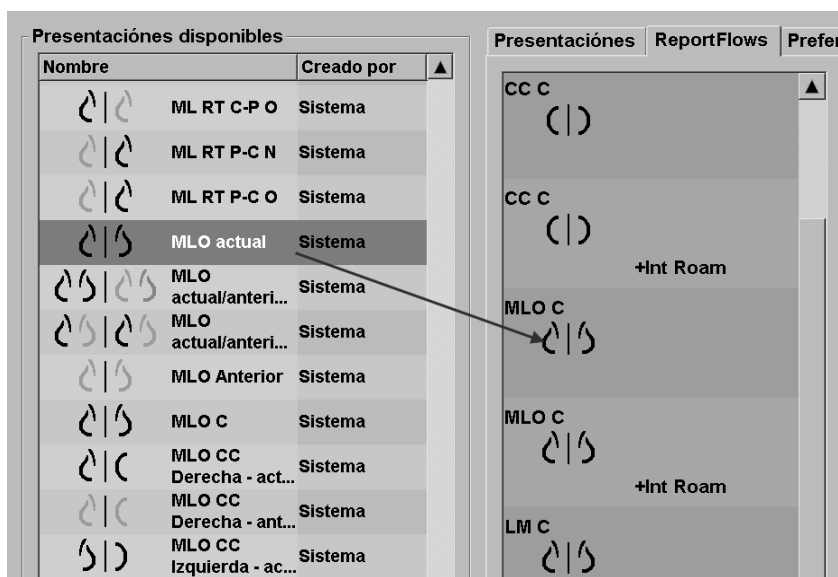 Presentaciónes disponibles
Nombre Creado por
ML RT C-P O Sistema
ML RT P-C N Sistema
ML RT P-C O Sistema
MLO actual Sistema
MLO
actual/anteri... Sistema
MLO
actual/anteri... Sistema
MLO Anterior Sistema
MLO C Sistema
MLO CC
Derecha - act... Sistema
MLO CC
Derecha - ant... Sistema
MLO CC
Izquierda - ac... Sistema
Presentaciónes ReportFlows Prefer
CC C
CC C
+Int Roam
MLO C
MLO C
+Int Roam
LM C